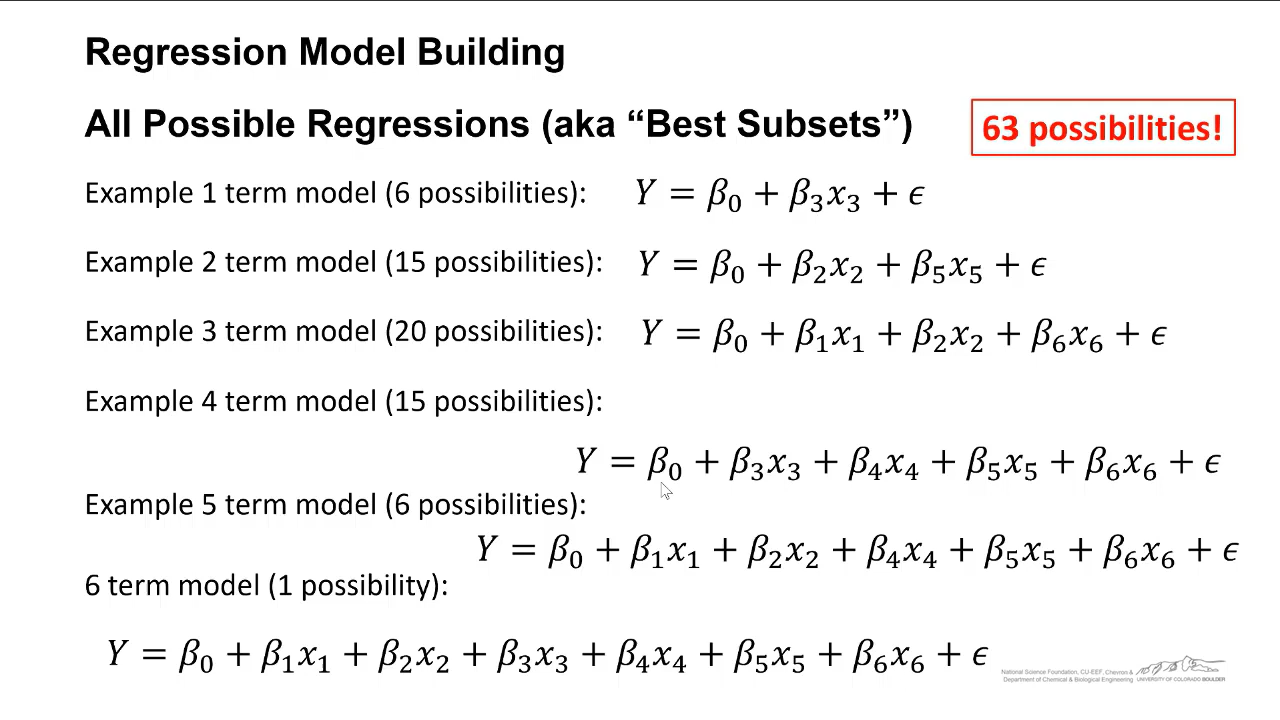 Regression Model Building
All Possible Regressions (aka “Best Subsets”)
63 possibilities!
Example 1 term model (6 possibilities): Y = β₀ + β₃x₃ + ϵ
Example 2 term model (15 possibilities): Y = β₀ + β₂x₂ + β₅x₅ + ϵ
Example 3 term model (20 possibilities): Y = β₀ + β₁x₁ + β₂x₂ + β₆x₆ + ϵ
Example 4 term model (15 possibilities):
Y = β₀ + β₃x₃ + β₄x₄ + β₅x₅ + β₆x₆ + ϵ
Example 5 term model (6 possibilities):
Y = β₀ + β₁x₁ + β₂x₂ + β₄x₄ + β₅x₅ + β₆x₆ + ϵ
6 term model (1 possibility):
Y = β₀ + β₁x₁ + β₂x₂ + β₃x₃ + β₄x₄ + β₅x₅ + β₆x₆ + ϵ
National Science Foundation, CU-EEF, Chevron &
Department of Chemical & Biological Engineering
UNIVERSITY OF COLORADO BOULDER